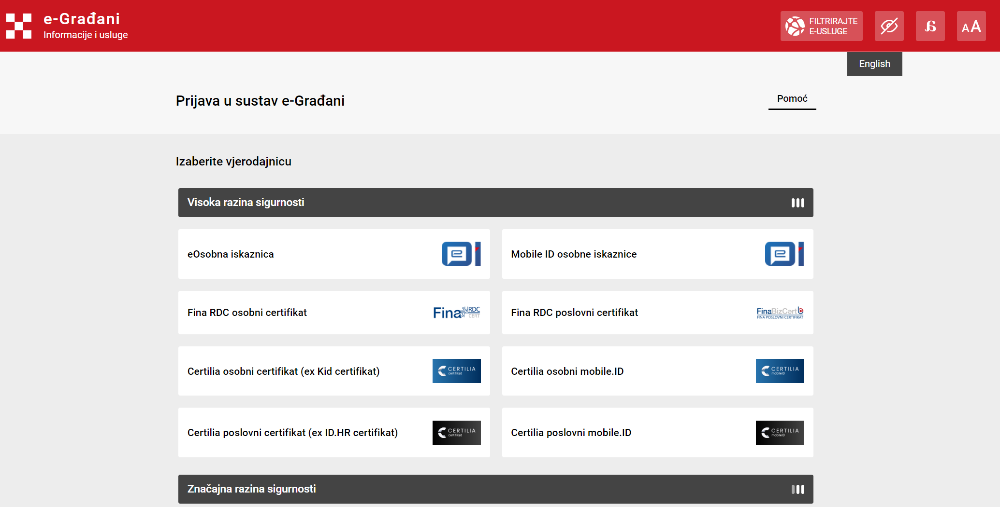 e-Građani
Informacije i usluge
FILTRIRAJTE
E-USLUGE
a
AA
English
Prijava u sustav e-Građani
Pomoć
Izaberite vjerodajnicu
Visoka razina sigurnosti
eOsobna iskaznica
e
Mobile ID osobne iskaznice
e
Fina RDC osobni certifikat
Fina RDC
CERT
Fina RDC poslovni certifikat
FinaBizCert
FINA POSLOVNI CERTIFIKAT
Certilia osobni certifikat (ex Kid certifikat)
CERTILIA
certifikat
Certilia osobni mobile.ID
CERTILIA
mobileID
Certilia poslovni certifikat (ex ID.HR certifikat)
CERTILIA
certifikat
Certilia poslovni mobile.ID
CERTILIA
mobileID
Značajna razina sigurnosti